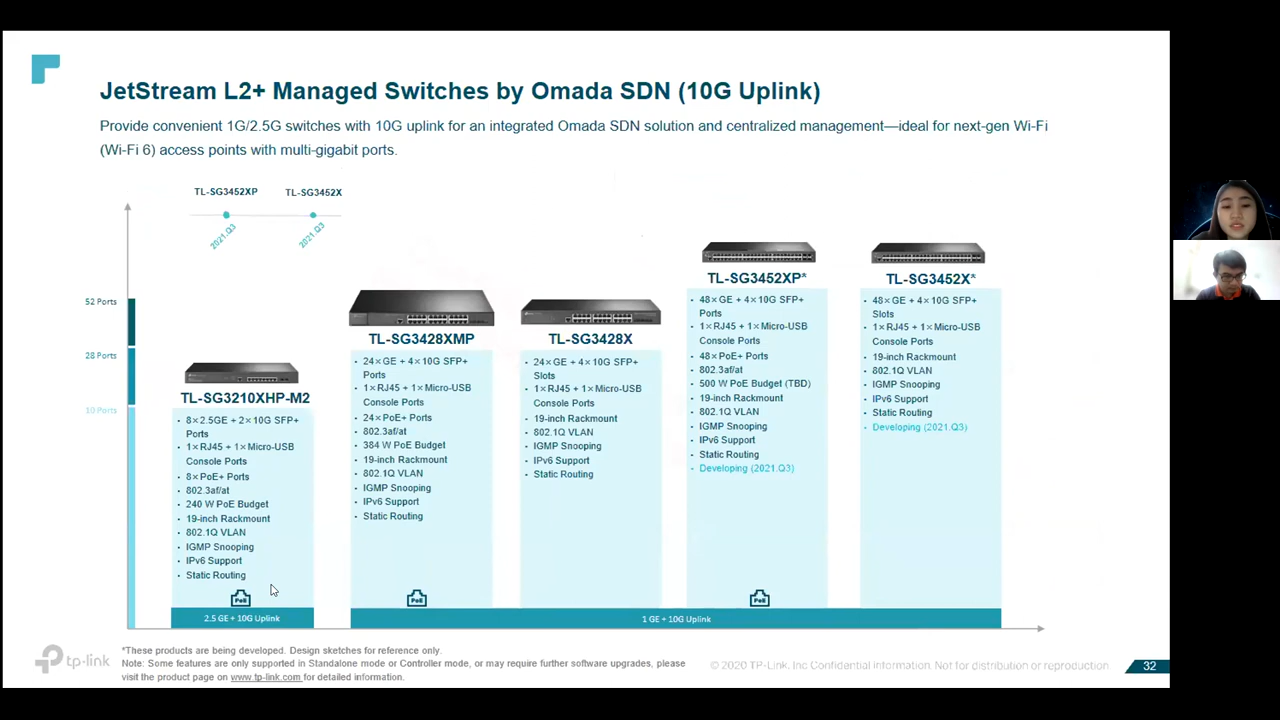 JetStream L2+ Managed Switches by Omada SDN (10G Uplink)
Provide convenient 1G/2.5G switches with 10G uplink for an integrated Omada SDN solution and centralized management—ideal for next-gen Wi-Fi
(Wi-Fi 6) access points with multi-gigabit ports.
TL-SG3452XP
TL-SG3452X
2021.Q3
2021.Q3
52 Ports
28 Ports
10 Ports
TL-SG3210XHP-M2
• 8×2.5GE + 2×10G SFP+
Ports
• 1×RJ45 + 1×Micro-USB
Console Ports
• 8×PoE+ Ports
• 802.3af/at
• 240 W PoE Budget
• 19-inch Rackmount
• 802.1Q VLAN
• IGMP Snooping
• IPv6 Support
• Static Routing
PoE
2.5 GE + 10G Uplink
TL-SG3428XMP
• 24×GE + 4×10G SFP+
Ports
• 1×RJ45 + 1×Micro-USB
Console Ports
• 24×PoE+ Ports
• 802.3af/at
• 384 W PoE Budget
• 19-inch Rackmount
• 802.1Q VLAN
• IGMP Snooping
• IPv6 Support
• Static Routing
PoE
TL-SG3428X
• 24×GE + 4×10G SFP+
Slots
• 1×RJ45 + 1×Micro-USB
Console Ports
• 19-inch Rackmount
• 802.1Q VLAN
• IGMP Snooping
• IPv6 Support
• Static Routing
TL-SG3452XP*
• 48×GE + 4×10G SFP+
Ports
• 1×RJ45 + 1×Micro-USB
Console Ports
• 48×PoE+ Ports
• 802.3af/at
• 500 W PoE Budget (TBD)
• 19-inch Rackmount
• 802.1Q VLAN
• IGMP Snooping
• IPv6 Support
• Static Routing
• Developing (2021.Q3)
PoE
TL-SG3452X*
• 48×GE + 4×10G SFP+
Slots
• 1×RJ45 + 1×Micro-USB
Console Ports
• 19-inch Rackmount
• 802.1Q VLAN
• IGMP Snooping
• IPv6 Support
• Static Routing
• Developing (2021.Q3)
1 GE + 10G Uplink
tp-link
*These products are being developed. Design sketches for reference only.
Note: Some features are only supported in Standalone mode or Controller mode, or may require further software upgrades, please
visit the product page on www.tp-link.com for detailed information.
© 2020 TP-Link. Inc Confidential Information. Not for distribution or reproduction
32